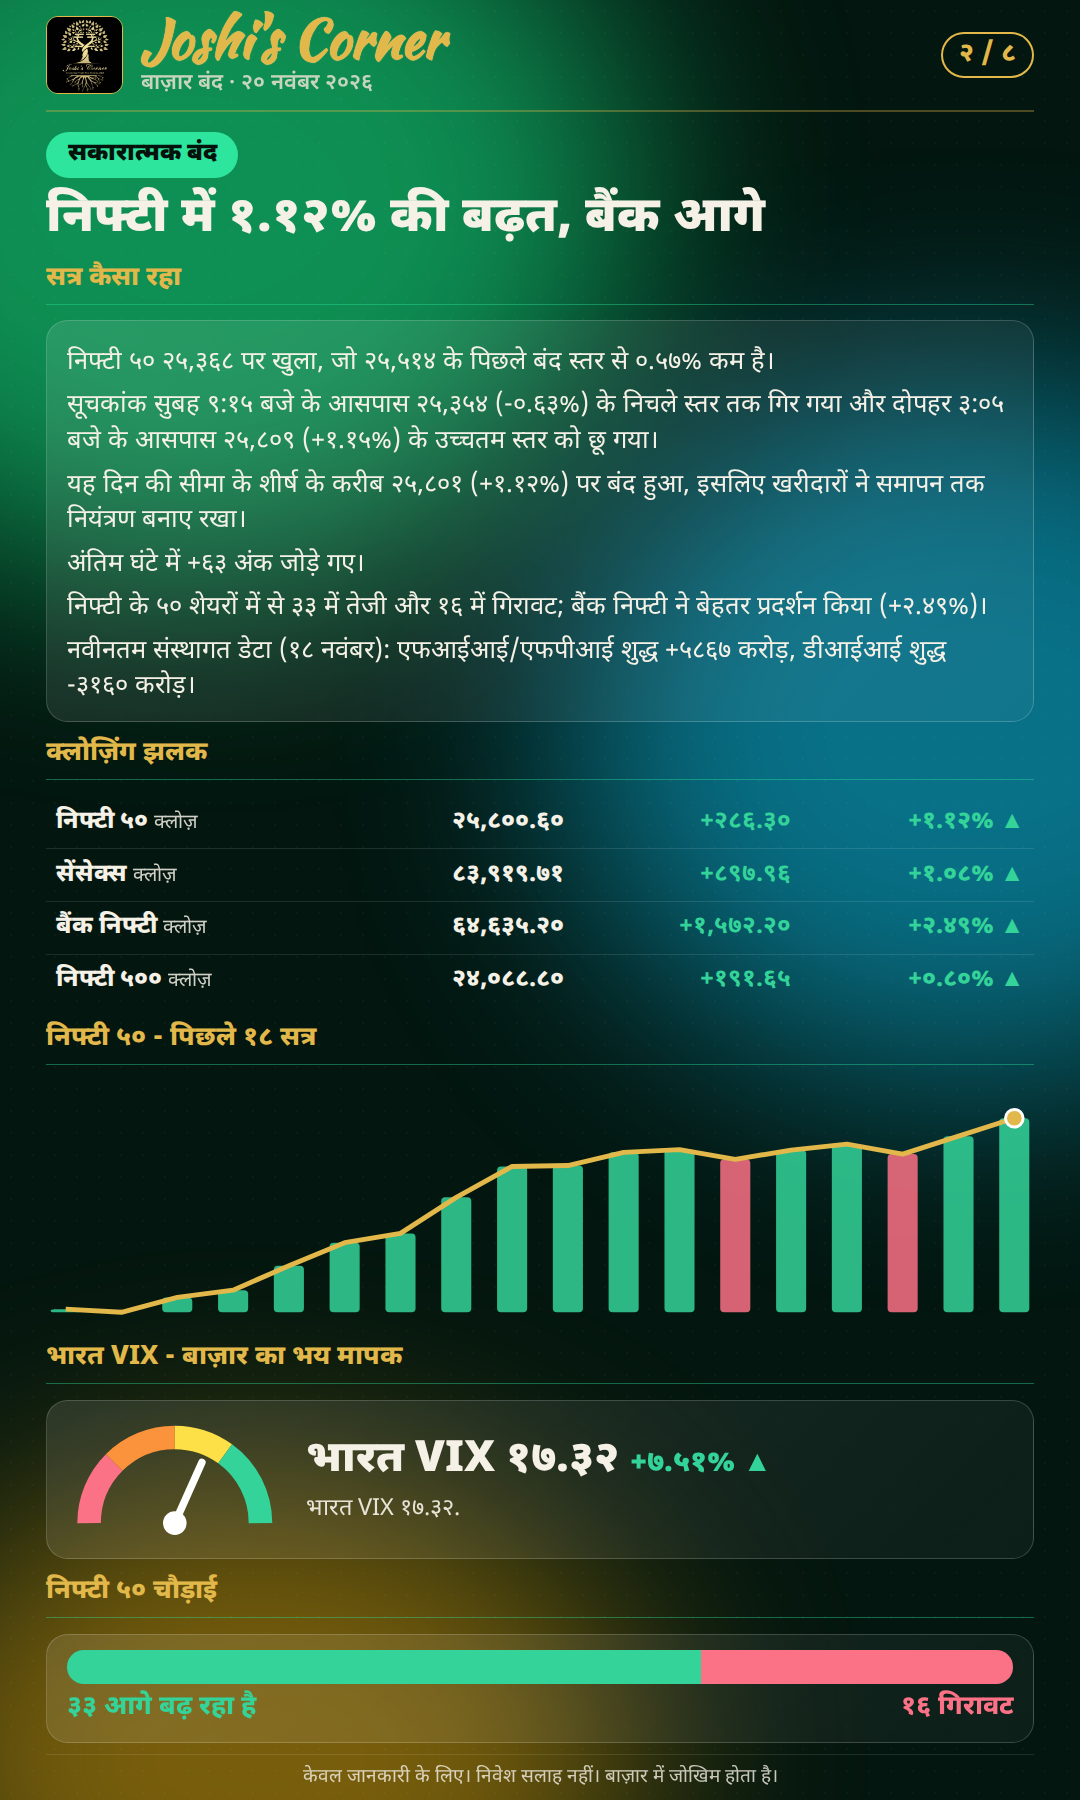 Joshi's Corner
Joshi's Corner
बाज़ार बंद · २० नवंबर २०२६
२ / ८
सकारात्मक बंद
निफ्टी में १.१२% की बढ़त, बैंक आगे
सत्र कैसा रहा
निफ्टी ५० २५,३६८ पर खुला, जो २५,५१४ के पिछले बंद स्तर से ०.५७% कम है।
सूचकांक सुबह ९:१५ बजे के आसपास २५,३५४ (-०.६३%) के निचले स्तर तक गिर गया और दोपहर ३:०५
बजे के आसपास २५,८०९ (+१.१५%) के उच्चतम स्तर को छू गया।
यह दिन की सीमा के शीर्ष के करीब २५,८०१ (+१.१२%) पर बंद हुआ, इसलिए खरीदारों ने समापन तक
नियंत्रण बनाए रखा।
अंतिम घंटे में +६३ अंक जोड़े गए।
निफ्टी के ५० शेयरों में से ३३ में तेजी और १६ में गिरावट; बैंक निफ्टी ने बेहतर प्रदर्शन किया (+२.४९%)।
नवीनतम संस्थागत डेटा (१८ नवंबर): एफआईआई/एफपीआई शुद्ध +५८६७ करोड़, डीआईआई शुद्ध
-३१६० करोड़।
क्लोज़िंग झलक
निफ्टी ५० क्लोज़ २५,८००.६० +२८६.३० +१.१२% ▲
सेंसेक्स क्लोज़ ८३,९१९.७१ +८९७.९६ +१.०८% ▲
बैंक निफ्टी क्लोज़ ६४,६३५.२० +१,५७२.२० +२.४९% ▲
निफ्टी ५०० क्लोज़ २४,०८८.८० +१९१.६५ +०.८०% ▲
निफ्टी ५० - पिछले १८ सत्र
भारत VIX - बाज़ार का भय मापक
भारत VIX १७.३२ +७.५१% ▲
भारत VIX १७.३२.
निफ्टी ५० चौड़ाई
३३ आगे बढ़ रहा है
१६ गिरावट
केवल जानकारी के लिए। निवेश सलाह नहीं। बाज़ार में जोखिम होता है।